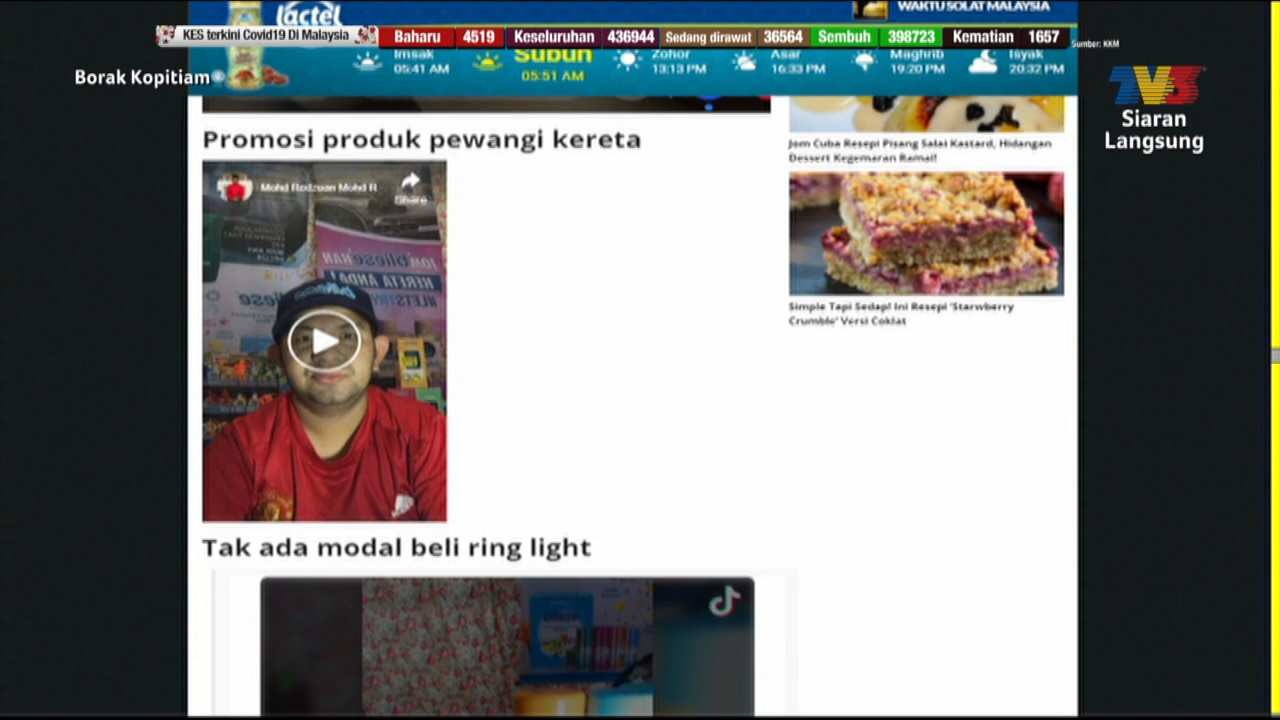 lactel
WAKTU SOLAT MALAYSIA
KES terkini Covid19 Di Malaysia Baharu 4519 Keseluruhan 436944 Sedang dirawat 36564 Sembuh 398723 Kematian 1657
Sumber: KKM
Imsak 05:41 AM
Subuh 05:51 AM
Zohor 13:13 PM
Asar 16:33 PM
Maghrib 19:20 PM
Isyak 20:32 PM
Borak Kopitiam
TV3
Siaran
Langsung
Promosi produk pewangi kereta
Mohd Redzuan Mohd R
Share
KERETA ANDA!
Jom Cuba Resepi Pisang Salai Kastard, Hidangan
Dessert Kegemaran Ramai!
Simple Tapi Sedap! Ini Resepi 'Starwberry
Crumble' Versi Coklat
Tak ada modal beli ring light